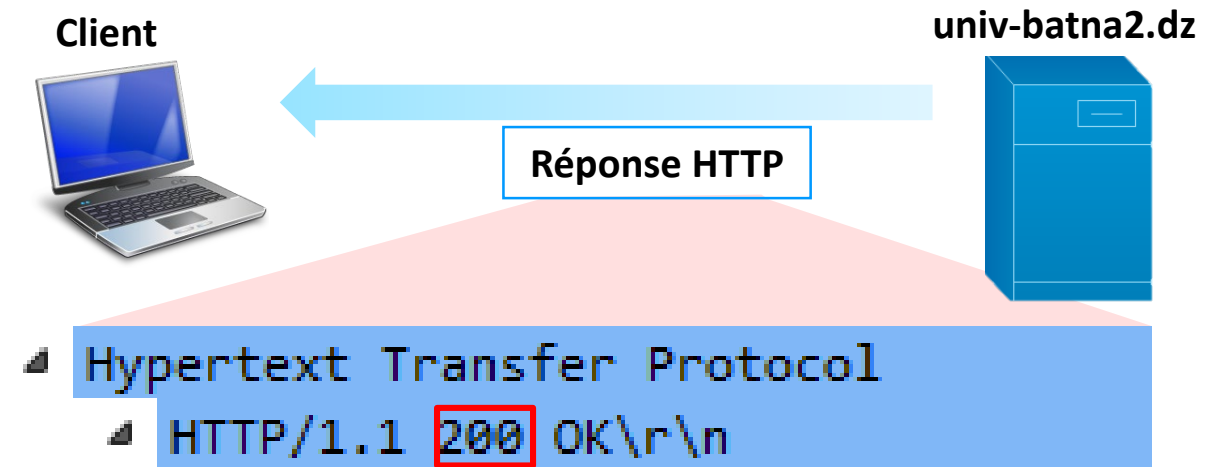 Client
univ-batna2.dz
Réponse HTTP
Hypertext Transfer Protocol
HTTP/1.1 200 OK\r\n